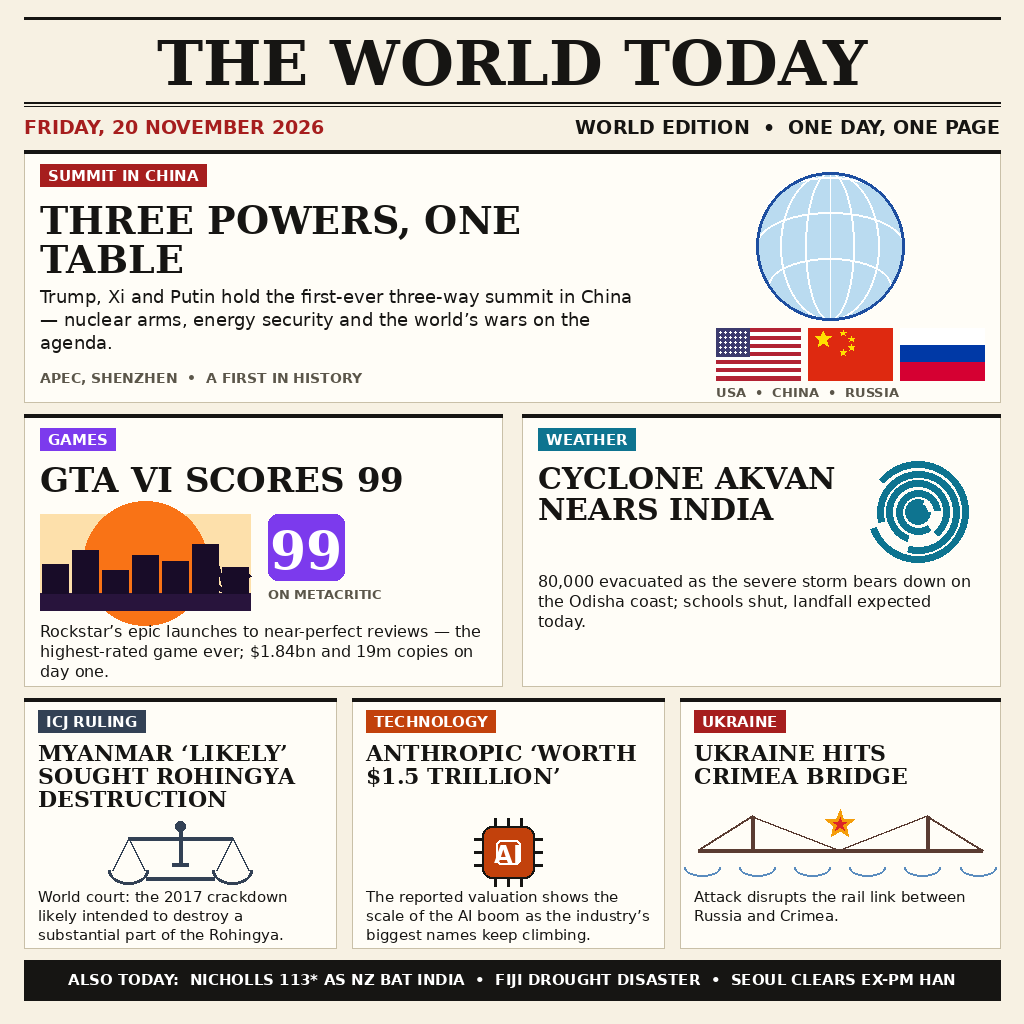 THE WORLD TODAY
FRIDAY, 20 NOVEMBER 2026
WORLD EDITION • ONE DAY, ONE PAGE
SUMMIT IN CHINA
THREE POWERS, ONE
TABLE
Trump, Xi and Putin hold the first-ever three-way summit in China
— nuclear arms, energy security and the world’s wars on the
agenda.
APEC, SHENZHEN • A FIRST IN HISTORY
USA • CHINA • RUSSIA
GAMES
GTA VI SCORES 99
99
ON METACRITIC
Rockstar’s epic launches to near-perfect reviews — the
highest-rated game ever; $1.84bn and 19m copies on
day one.
WEATHER
CYCLONE AKVAN
NEARS INDIA
80,000 evacuated as the severe storm bears down on
the Odisha coast; schools shut, landfall expected
today.
ICJ RULING
MYANMAR ‘LIKELY’
SOUGHT ROHINGYA
DESTRUCTION
World court: the 2017 crackdown
likely intended to destroy a
substantial part of the Rohingya.
TECHNOLOGY
ANTHROPIC ‘WORTH
$1.5 TRILLION’
AI
The reported valuation shows the
scale of the AI boom as the industry’s
biggest names keep climbing.
UKRAINE
UKRAINE HITS
CRIMEA BRIDGE
Attack disrupts the rail link between
Russia and Crimea.
ALSO TODAY: NICHOLLS 113* AS NZ BAT INDIA • FIJI DROUGHT DISASTER • SEOUL CLEARS EX-PM HAN